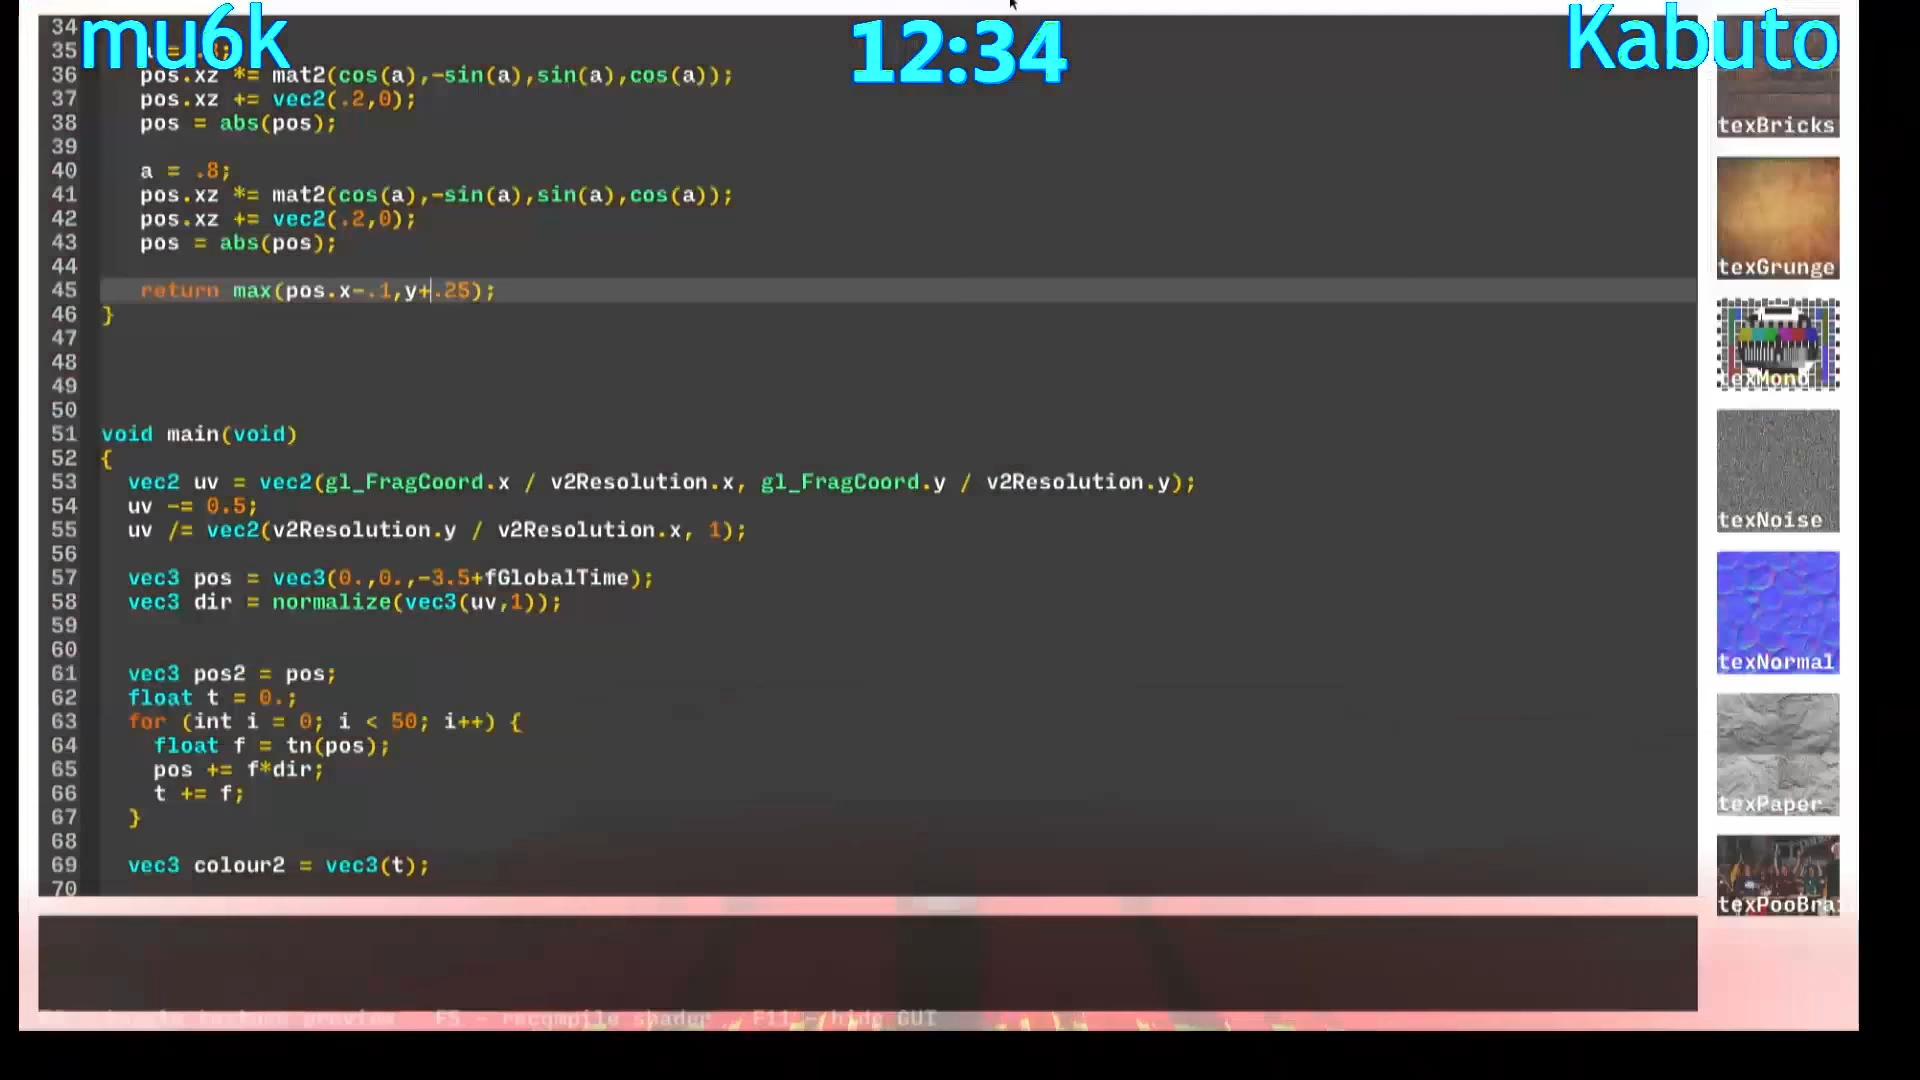 mu6k
12:34
Kabuto
34
35 a = .8;
36 pos.xz *= mat2(cos(a),-sin(a),sin(a),cos(a));
37 pos.xz += vec2(.2,0);
38 pos = abs(pos);
39
40 a = .8;
41 pos.xz *= mat2(cos(a),-sin(a),sin(a),cos(a));
42 pos.xz += vec2(.2,0);
43 pos = abs(pos);
44
45 return max(pos.x-.1,y+.25);
46 }
47
48
49
50
51 void main(void)
52 {
53 vec2 uv = vec2(gl_FragCoord.x / v2Resolution.x, gl_FragCoord.y / v2Resolution.y);
54 uv -= 0.5;
55 uv /= vec2(v2Resolution.y / v2Resolution.x, 1);
56
57 vec3 pos = vec3(0.,0.,-3.5+fGlobalTime);
58 vec3 dir = normalize(vec3(uv,1));
59
60
61 vec3 pos2 = pos;
62 float t = 0.;
63 for (int i = 0; i < 50; i++) {
64 float f = tn(pos);
65 pos += f*dir;
66 t += f;
67 }
68
69 vec3 colour2 = vec3(t);
70
texBricks
texGrunge
texMono
texNoise
texNormal
texPaper
texPooBra
texture preview F5 - recompile shader F11 - hide GUI